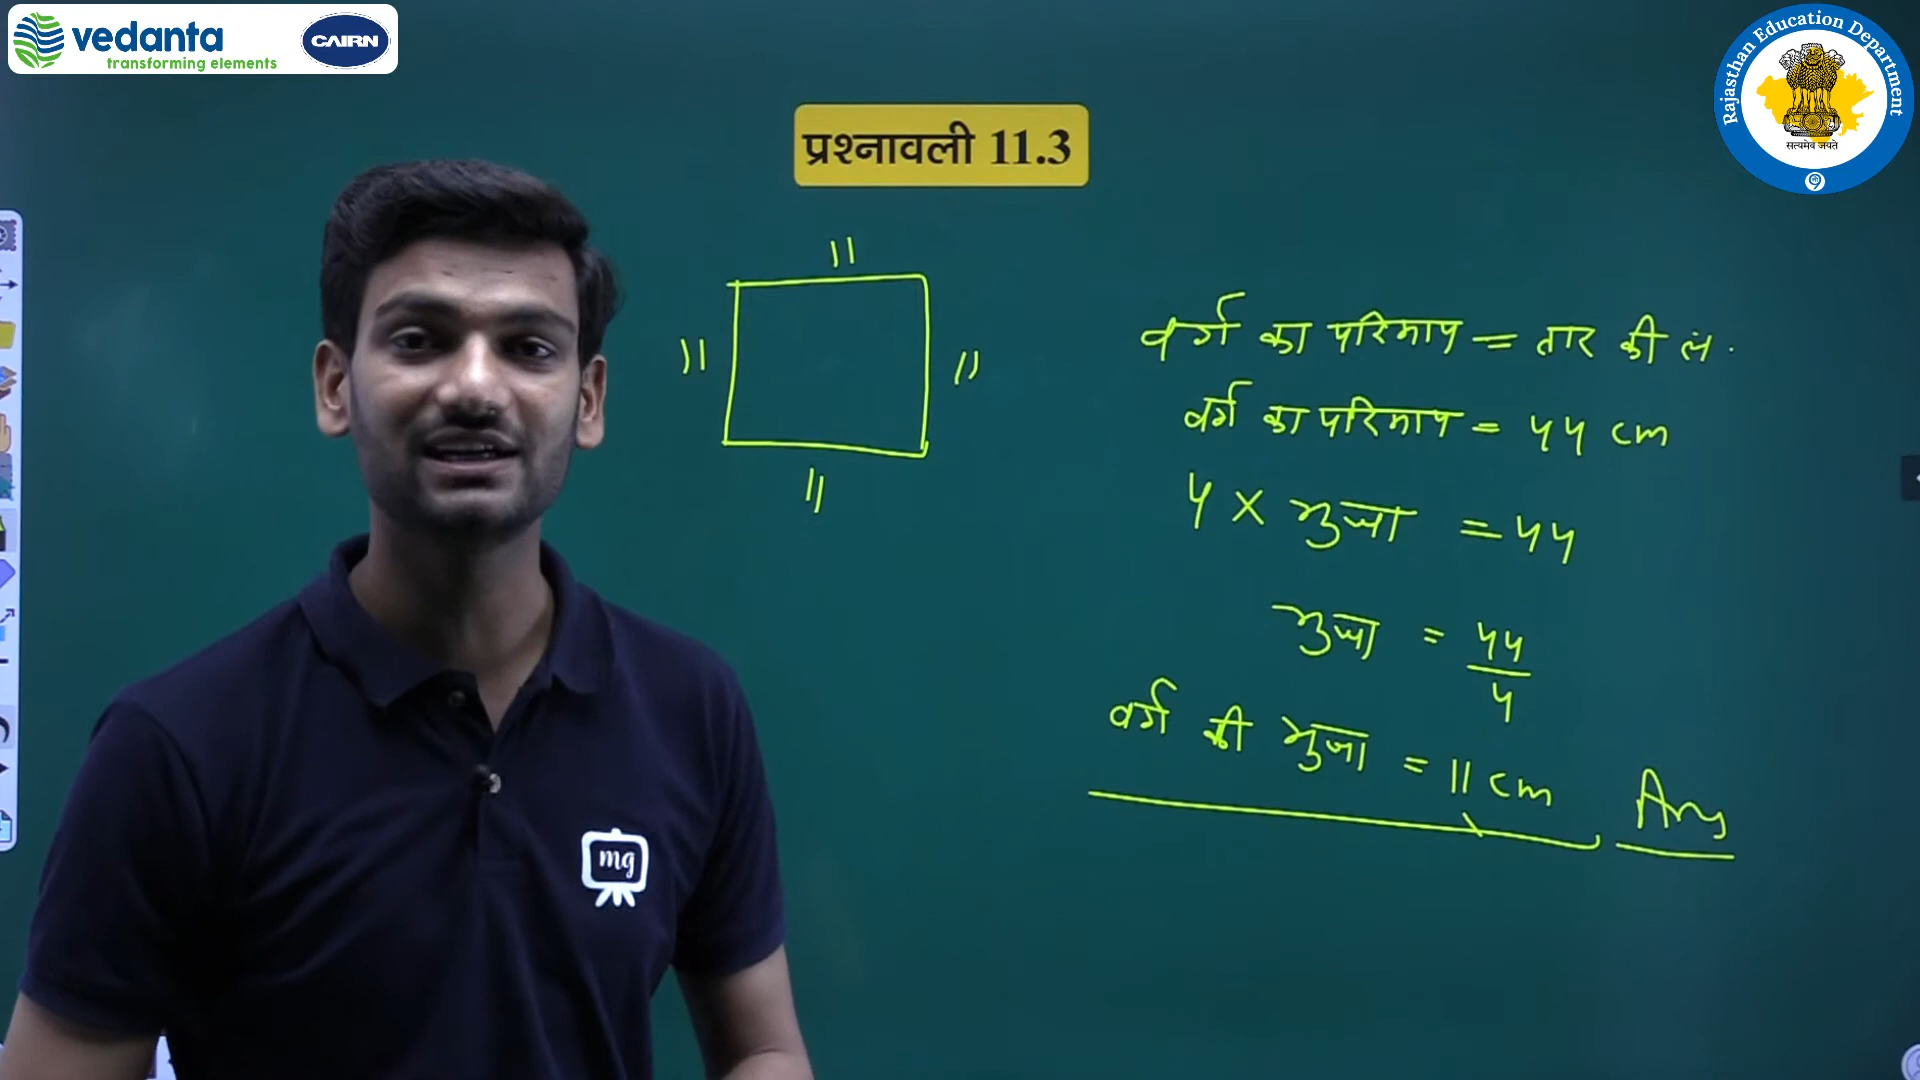 vedanta
transforming elements
CAIRN
Rajasthan Education Department
सत्यमेव जयते
प्रश्नावली 11.3
11
11
11
11
वर्ग का परिमाप = तार की लं.
वर्ग का परिमाप = 44 cm
4 × भुजा = 44
भुजा = 44/4
वर्ग की भुजा = 11 cm Ans
mg